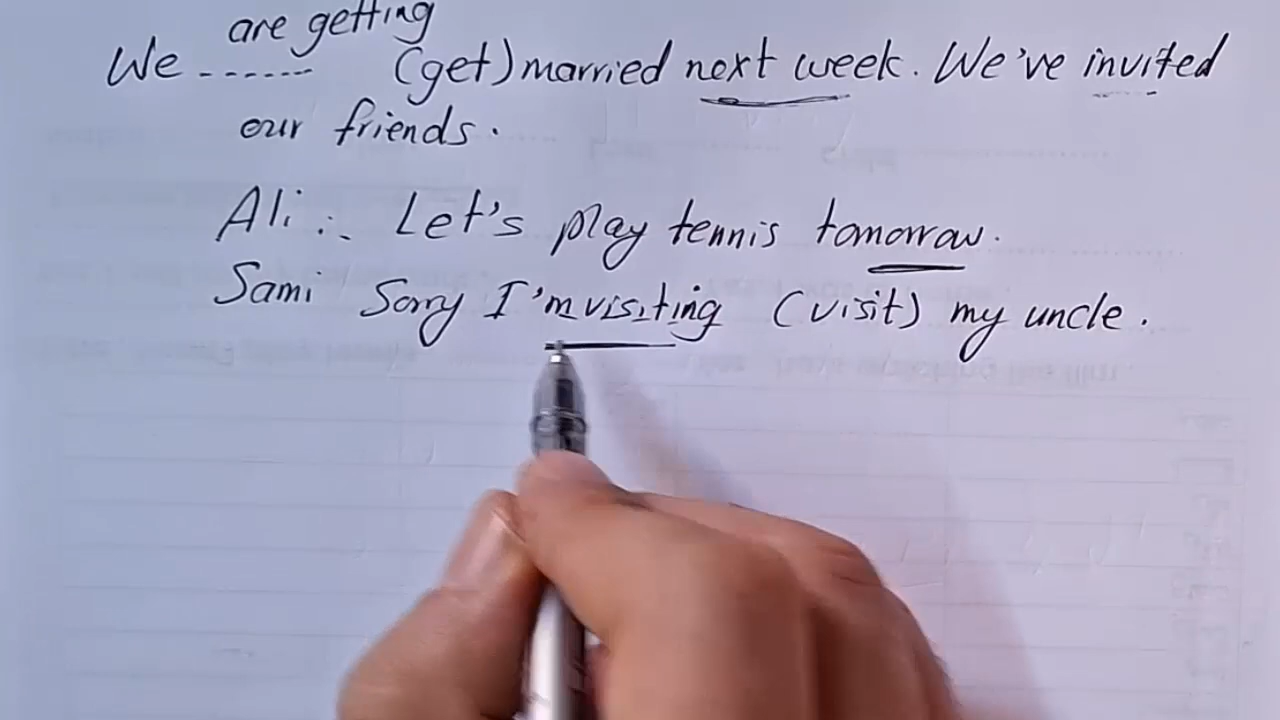 are getting
We ------ (get) married next week. We've invited
our friends.
Ali :. Let's play tennis tomorrow.
Sami Sorry I'm visiting (visit) my uncle.